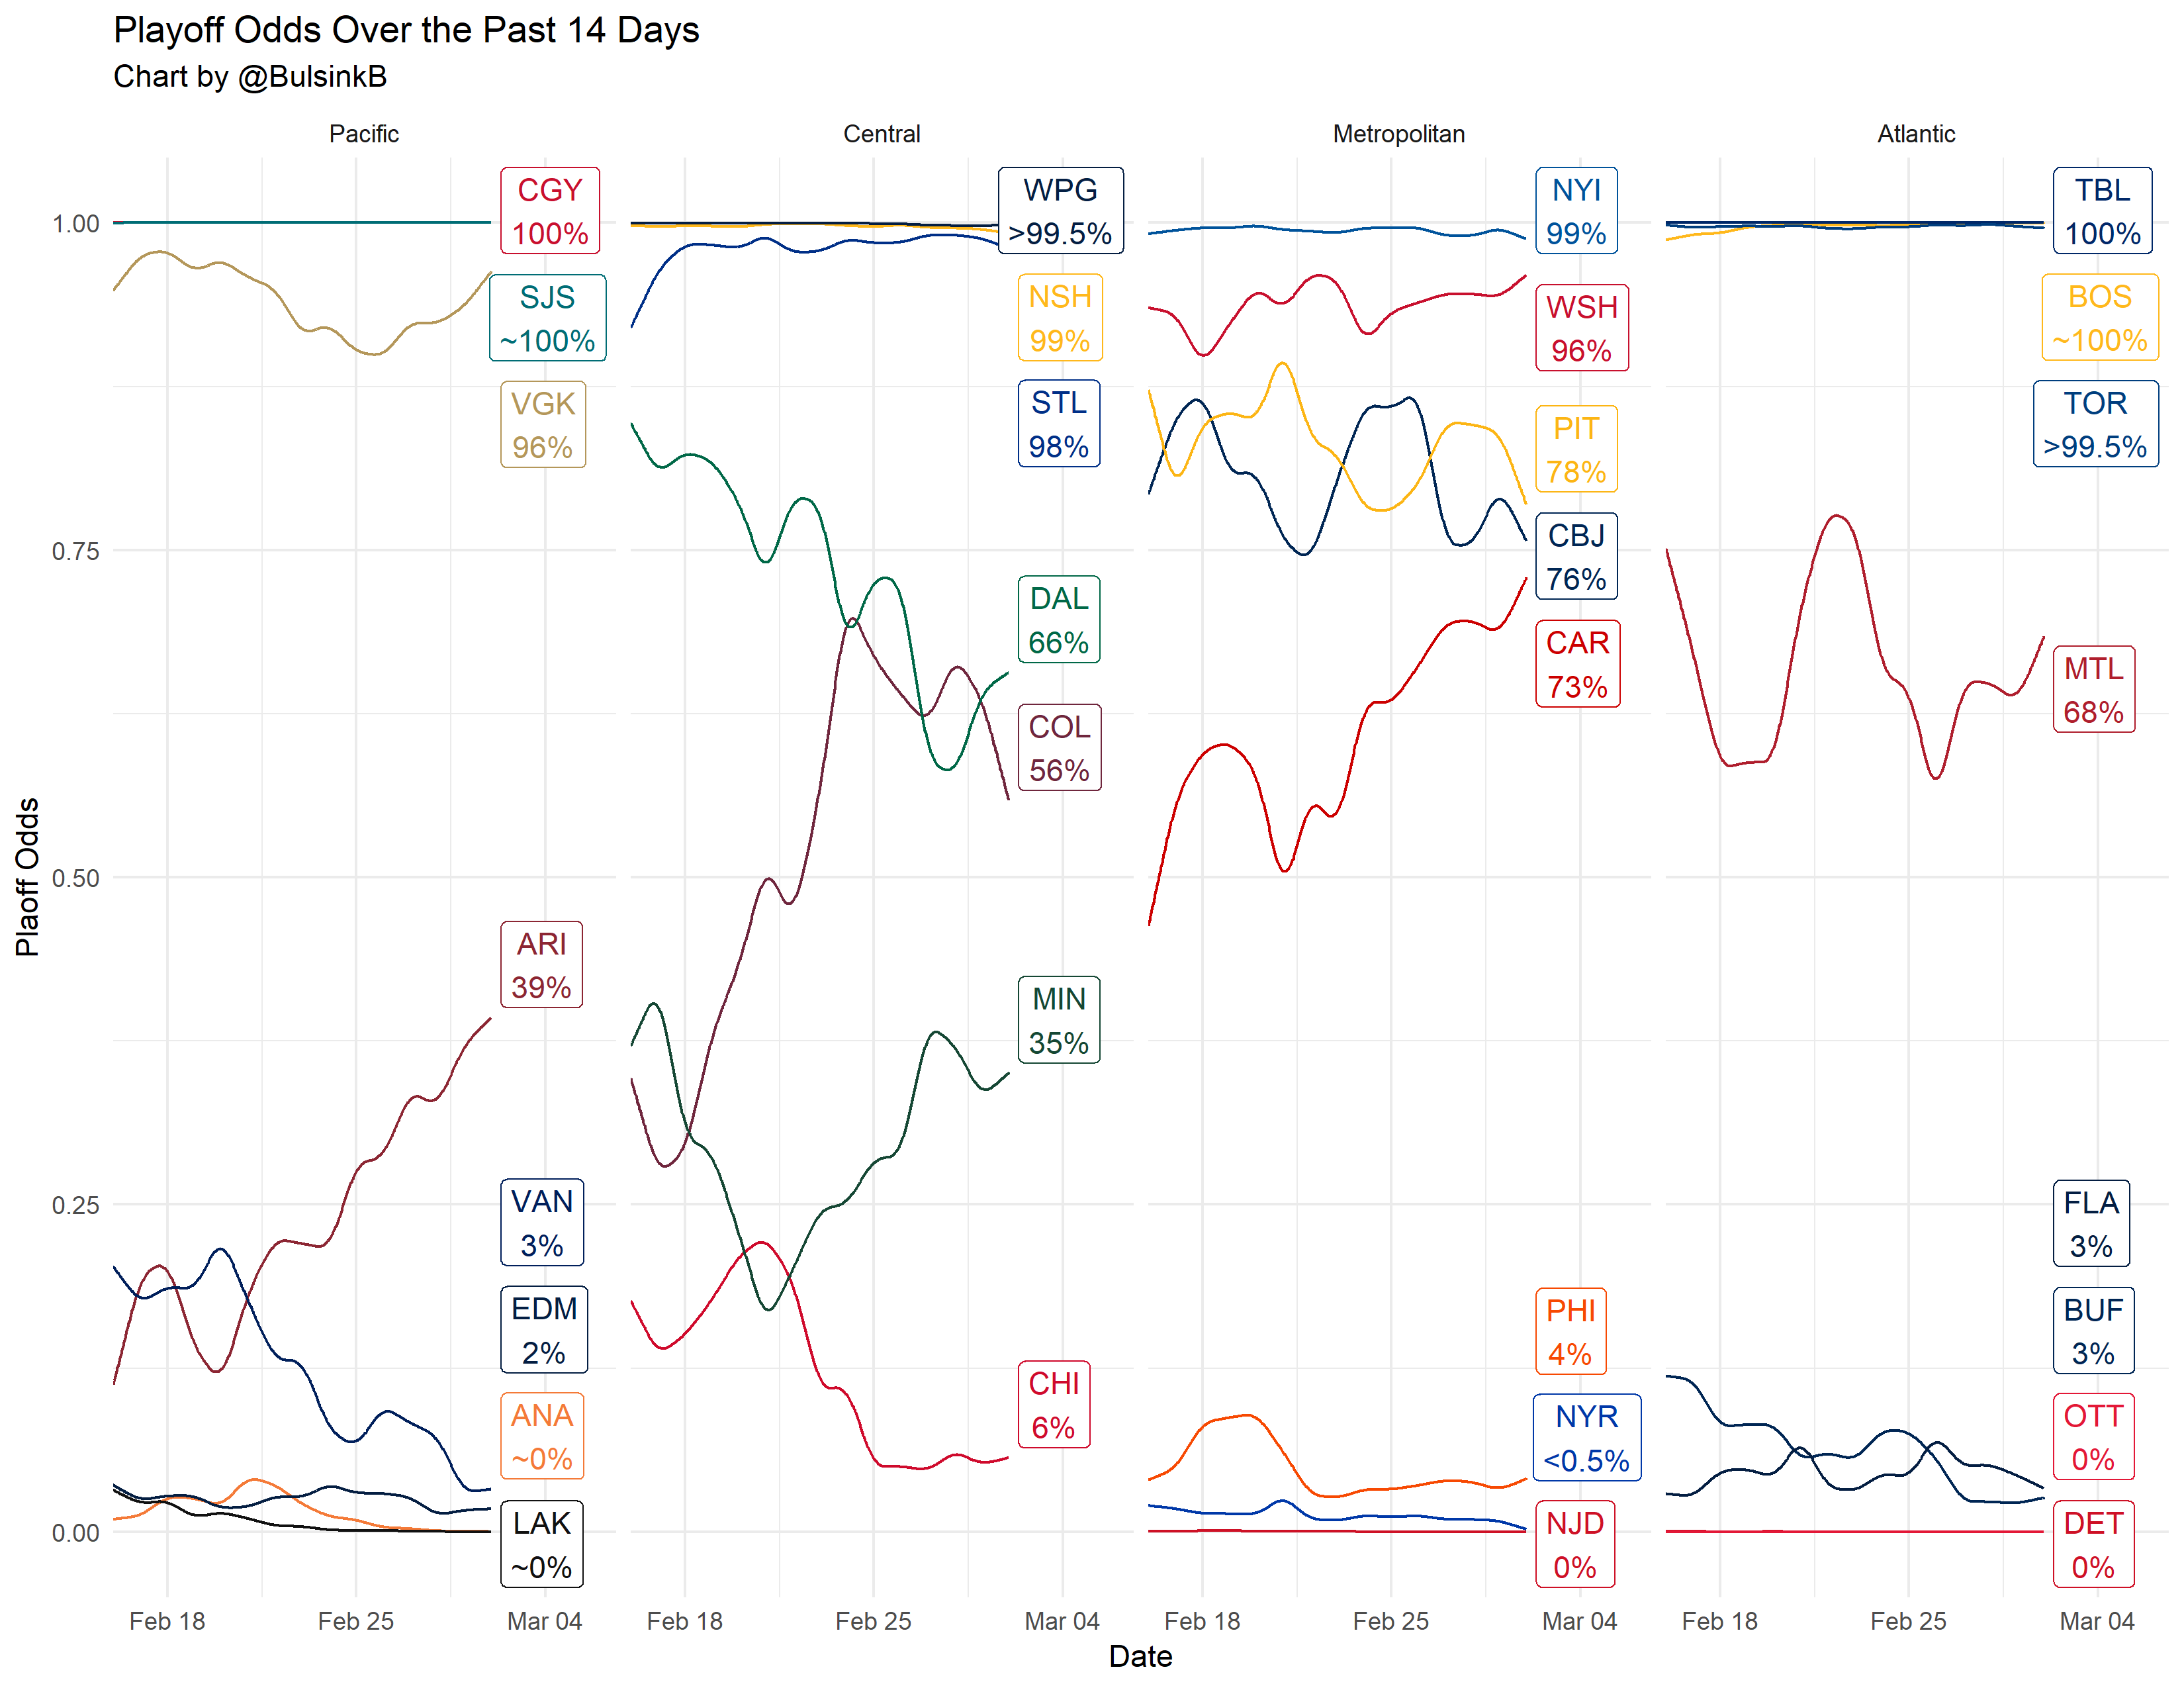 Playoff Odds Over the Past 14 Days
Chart by @BulsinkB
Pacific
Central
Metropolitan
Atlantic
Plaoff Odds
1.00
0.75
0.50
0.25
0.00
CGY
100%
SJS
~100%
VGK
96%
ARI
39%
VAN
3%
EDM
2%
ANA
~0%
LAK
~0%
WPG
>99.5%
NSH
99%
STL
98%
DAL
66%
COL
56%
MIN
35%
CHI
6%
NYI
99%
WSH
96%
PIT
78%
CBJ
76%
CAR
73%
PHI
4%
NYR
<0.5%
NJD
0%
TBL
100%
BOS
~100%
TOR
>99.5%
MTL
68%
FLA
3%
BUF
3%
OTT
0%
DET
0%
Feb 18
Feb 25
Mar 04
Feb 18
Feb 25
Mar 04
Feb 18
Feb 25
Mar 04
Feb 18
Feb 25
Mar 04
Date